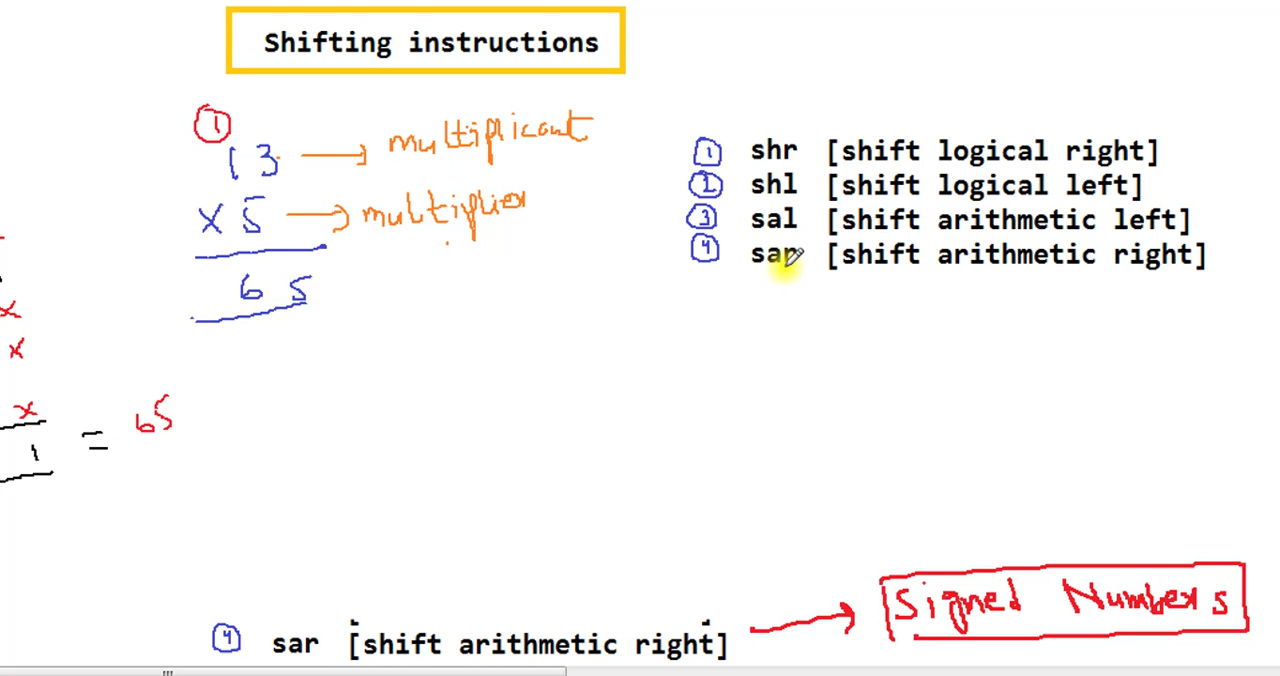 Shifting instructions
1
13 → multiplicant
x 5 → multiplier
65
1 shr [shift logical right]
2 shl [shift logical left]
3 sal [shift arithmetic left]
4 sar [shift arithmetic right]
x
x
x
1 = 65
4 sar [shift arithmetic right] → Signed Numbers